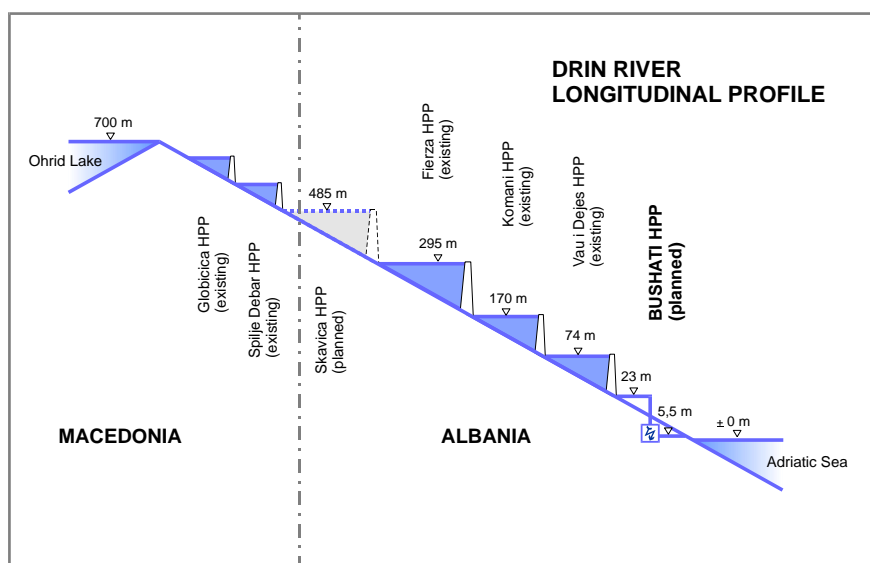 DRIN RIVER
LONGITUDINAL PROFILE
700 m
Ohrid Lake
Globicica HPP
(existing)
Spilje Debar HPP
(existing)
485 m
Skavica HPP
(planned)
Fierza HPP
(existing)
295 m
Komani HPP
(existing)
170 m
Vau i Dejes HPP
(existing)
74 m
BUSHATI HPP
(planned)
23 m
5,5 m
± 0 m
Adriatic Sea
MACEDONIA
ALBANIA